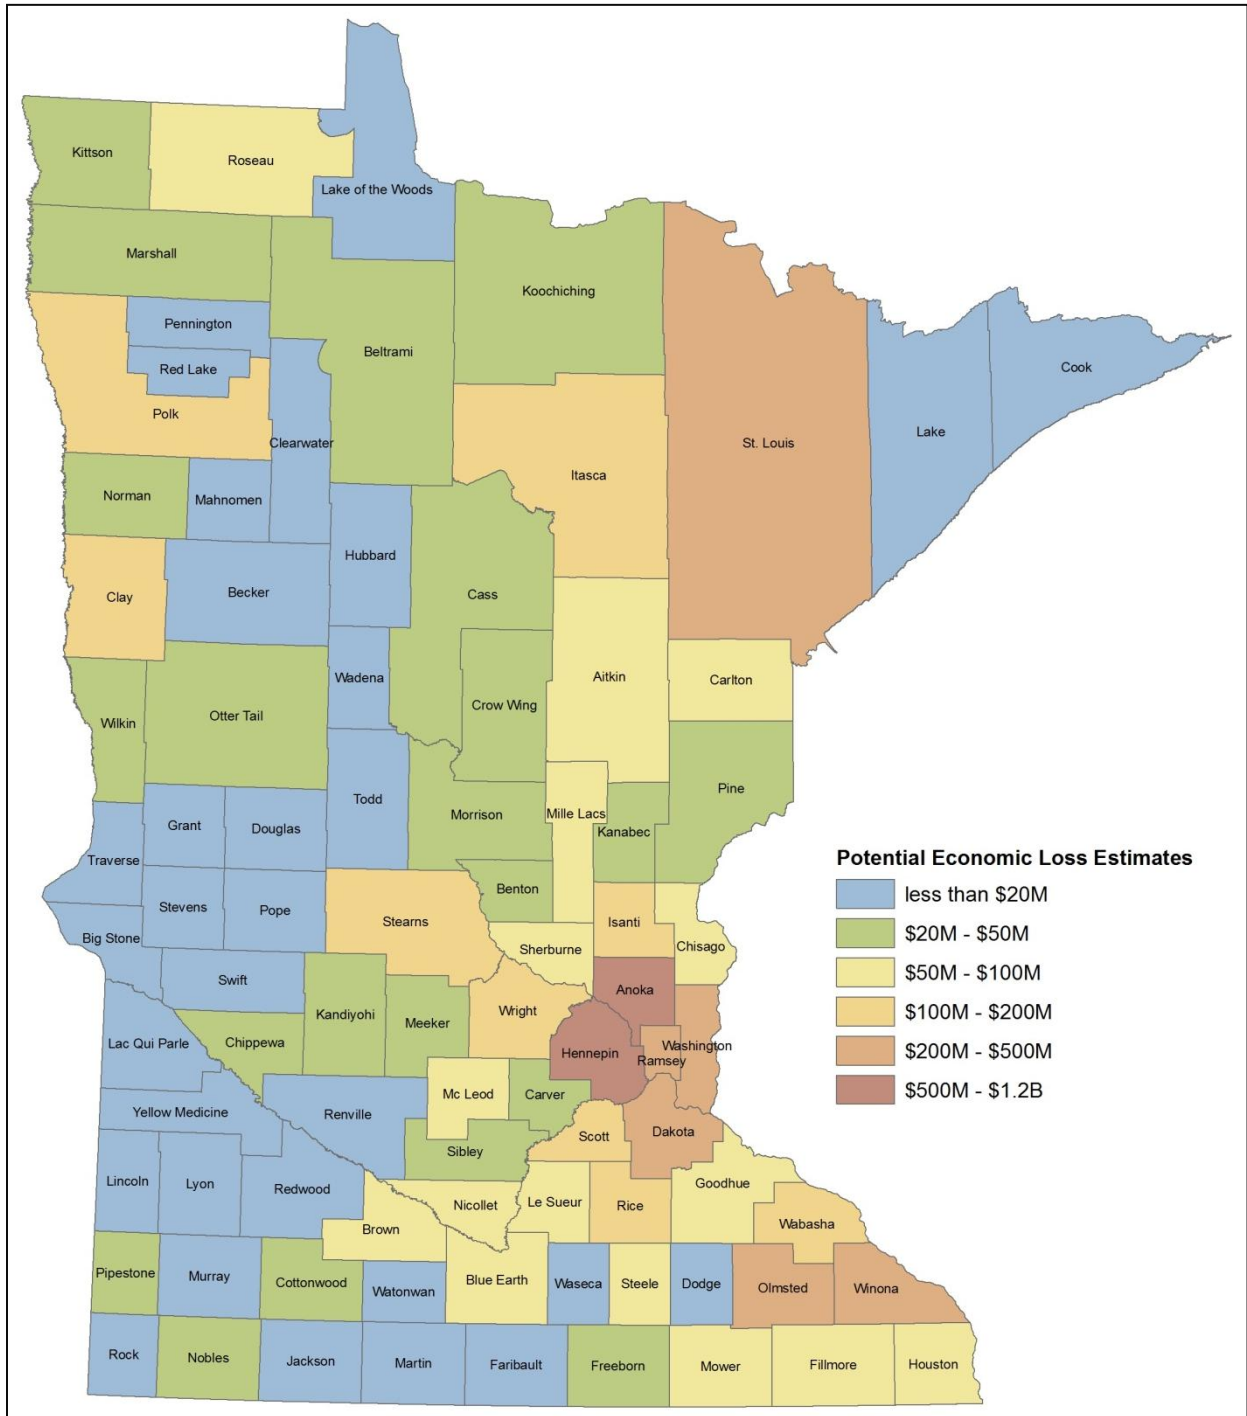 Kittson
Roseau
Lake of the Woods
Marshall
Koochiching
Pennington
Beltrami
Red Lake
Cook
Polk
Clearwater
St. Louis
Lake
Itasca
Norman
Mahnomen
Hubbard
Clay
Becker
Cass
Wadena
Aitkin
Carlton
Crow Wing
Otter Tail
Wilkin
Pine
Todd
Mille Lacs
Morrison
Grant
Douglas
Kanabec
Traverse
Potential Economic Loss Estimates
less than $20M
$20M - $50M
$50M - $100M
$100M - $200M
$200M - $500M
$500M - $1.2B
Benton
Stevens
Pope
Stearns
Isanti
Big Stone
Sherburne
Chisago
Swift
Anoka
Kandiyohi
Wright
Meeker
Chippewa
Lac Qui Parle
Hennepin
Washington
Ramsey
Mc Leod
Carver
Yellow Medicine
Renville
Dakota
Scott
Sibley
Lincoln
Lyon
Redwood
Goodhue
Nicollet
Le Sueur
Rice
Wabasha
Brown
Pipestone
Murray
Cottonwood
Watonwan
Blue Earth
Waseca
Steele
Dodge
Olmsted
Winona
Rock
Nobles
Jackson
Martin
Faribault
Freeborn
Mower
Fillmore
Houston